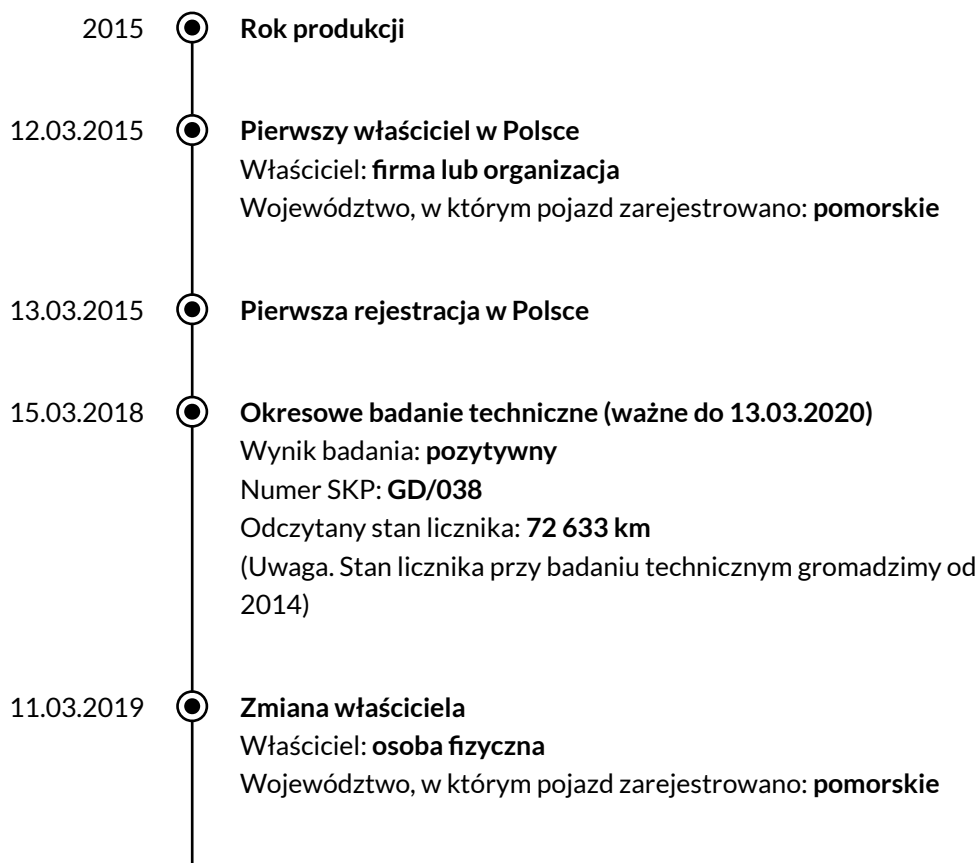 2015 Rok produkcji
12.03.2015 Pierwszy właściciel w Polsce
Właściciel: firma lub organizacja
Województwo, w którym pojazd zarejestrowano: pomorskie
13.03.2015 Pierwsza rejestracja w Polsce
15.03.2018 Okresowe badanie techniczne (ważne do 13.03.2020)
Wynik badania: pozytywny
Numer SKP: GD/038
Odczytany stan licznika: 72 633 km
(Uwaga. Stan licznika przy badaniu technicznym gromadzimy od
2014)
11.03.2019 Zmiana właściciela
Właściciel: osoba fizyczna
Województwo, w którym pojazd zarejestrowano: pomorskie